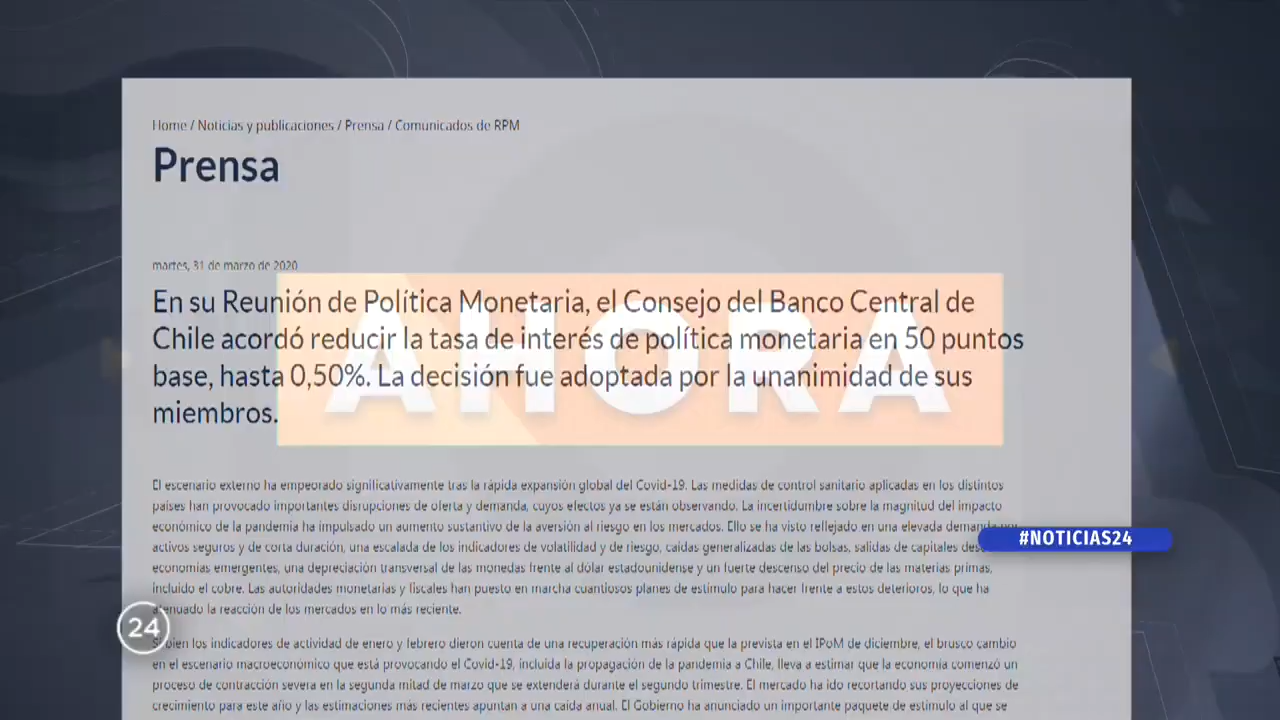 Home / Noticias y publicaciones / Prensa / Comunicados de RPM
Prensa
martes, 31 de marzo de 2020
En su Reunión de Política Monetaria, el Consejo del Banco Central de
Chile acordó reducir la tasa de interés de política monetaria en 50 puntos
base, hasta 0,50%. La decisión fue adoptada por la unanimidad de sus
miembros.
AHORA
El escenario externo ha empeorado significativamente tras la rápida expansión global del Covid-19. Las medidas de control sanitario aplicadas en los distintos
países han provocado importantes disrupciones de oferta y demanda, cuyos efectos ya se están observando. La incertidumbre sobre la magnitud del impacto
económico de la pandemia ha impulsado un aumento sustantivo de la aversión al riesgo en los mercados. Ello se ha visto reflejado en una elevada demanda por
activos seguros y de corta duración, una escalada de los indicadores de volatilidad y de riesgo, caídas generalizadas de las bolsas, salidas de capitales
economías emergentes, una depreciación transversal de las monedas frente al dólar estadounidense y un fuerte descenso del precio de las materias primas,
incluido el cobre. Las autoridades monetarias y fiscales han puesto en marcha cuantiosos planes de estímulo para hacer frente a estos deterioros, lo que ha
atenuado la reacción de los mercados en lo más reciente.
#NOTICIAS24
24
Si bien los indicadores de actividad de enero y febrero dieron cuenta de una recuperación más rápida que la prevista en el IPoM de diciembre, el brusco cambio
en el escenario macroeconómico que está provocando el Covid-19, incluida la propagación de la pandemia a Chile, lleva a estimar que la economía comenzó un
proceso de contracción severa en la segunda mitad de marzo que se extenderá durante el segundo trimestre. El mercado ha ido recortando sus proyecciones de
crecimiento para este año y las estimaciones más recientes apuntan a una caída anual. El Gobierno ha anunciado un importante paquete de estímulo al que se